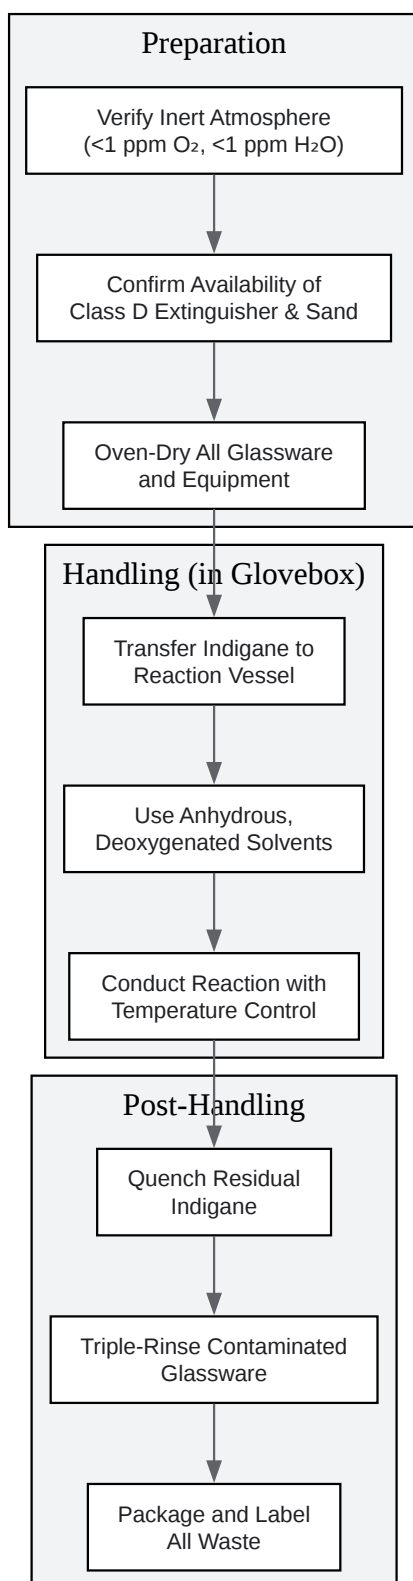 Preparation
Verify Inert Atmosphere
(<1 ppm O₂, <1 ppm H₂O)
Confirm Availability of
Class D Extinguisher & Sand
Oven-Dry All Glassware
and Equipment
Handling (in Glovebox)
Transfer Indigane to
Reaction Vessel
Use Anhydrous,
Deoxygenated Solvents
Conduct Reaction with
Temperature Control
Post-Handling
Quench Residual
Indigane
Triple-Rinse Contaminated
Glassware
Package and Label
All Waste